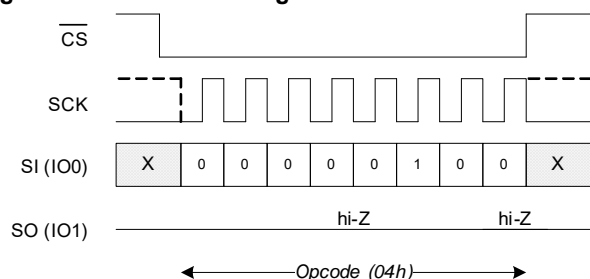 CS
SCK
SI (IO0) X 0 0 0 0 0 1 0 0 X
SO (IO1) hi-Z hi-Z
Opcode (04h)